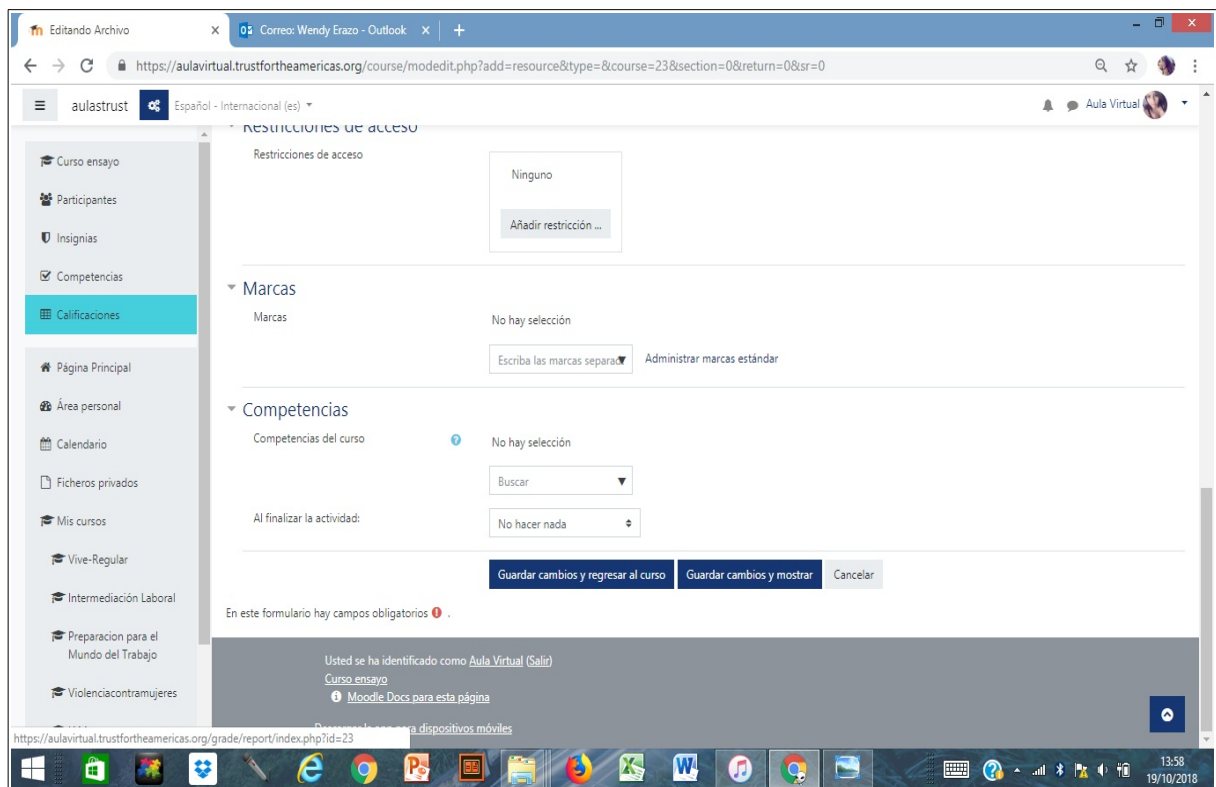 Editando Archivo
Correo: Wendy Erazo - Outlook
https://aulavirtual.trustfortheamericas.org/course/modedit.php?add=resource&type=&course=23&section=0&return=0&sr=0
aulastrust
Español - Internacional (es)
Aula Virtual
Curso ensayo
Participantes
Insignias
Competencias
Calificaciones
Página Principal
Área personal
Calendario
Ficheros privados
Mis cursos
Vive-Regular
Intermediación Laboral
Preparacion para el
Mundo del Trabajo
Violenciacontramujeres
Restricciones de acceso
Restricciones de acceso
Ninguno
Añadir restricción ...
Marcas
Marcas
No hay selección
Escriba las marcas separad
Administrar marcas estándar
Competencias
Competencias del curso
No hay selección
Buscar
Al finalizar la actividad:
No hacer nada
Guardar cambios y regresar al curso
Guardar cambios y mostrar
Cancelar
En este formulario hay campos obligatorios .
Usted se ha identificado como Aula Virtual (Salir)
Curso ensayo
Moodle Docs para esta página
para dispositivos móviles
https://aulavirtual.trustfortheamericas.org/grade/report/index.php?id=23
13:58
19/10/2018